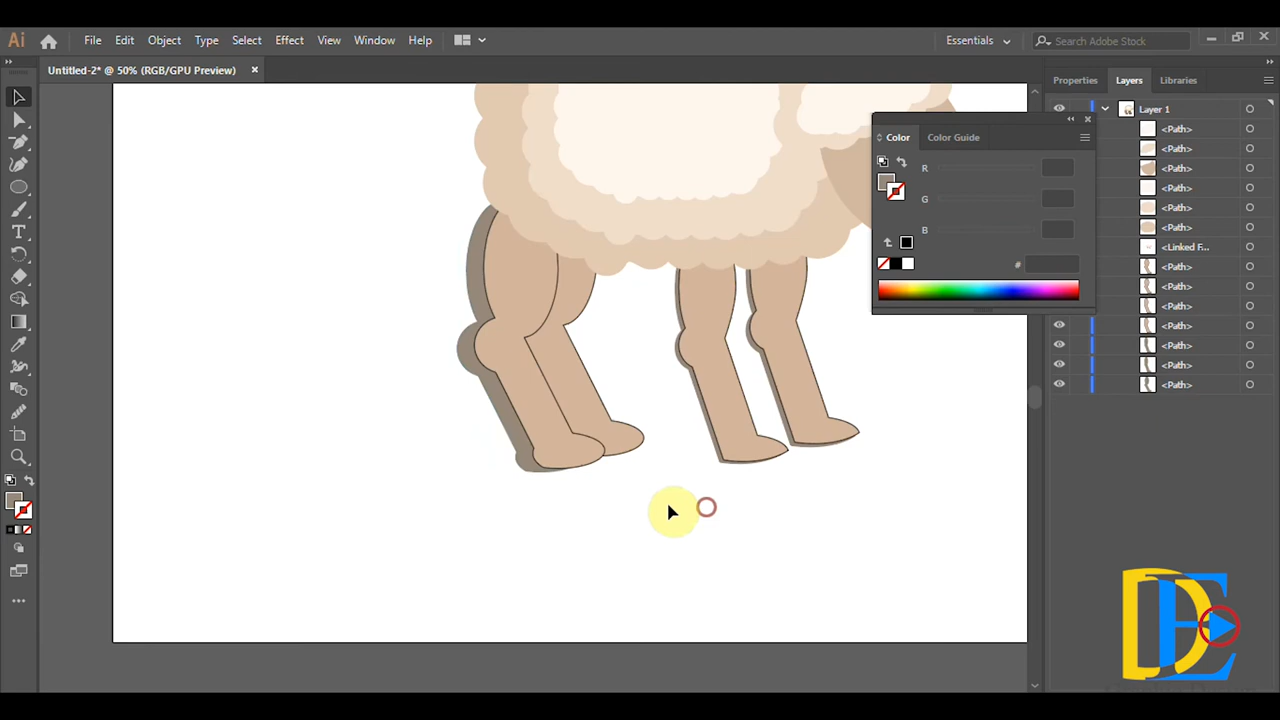 Ai File Edit Object Type Select Effect View Window Help Essentials Search Adobe Stock
Untitled-2* @ 50% (RGB/GPU Preview)
Properties Layers Libraries
Layer 1
<Path>
<Path>
<Path>
<Path>
<Path>
<Path>
<Linked F...
<Path>
<Path>
<Path>
<Path>
<Path>
<Path>
<Path>
Color Color Guide
R
G
B
#
DE